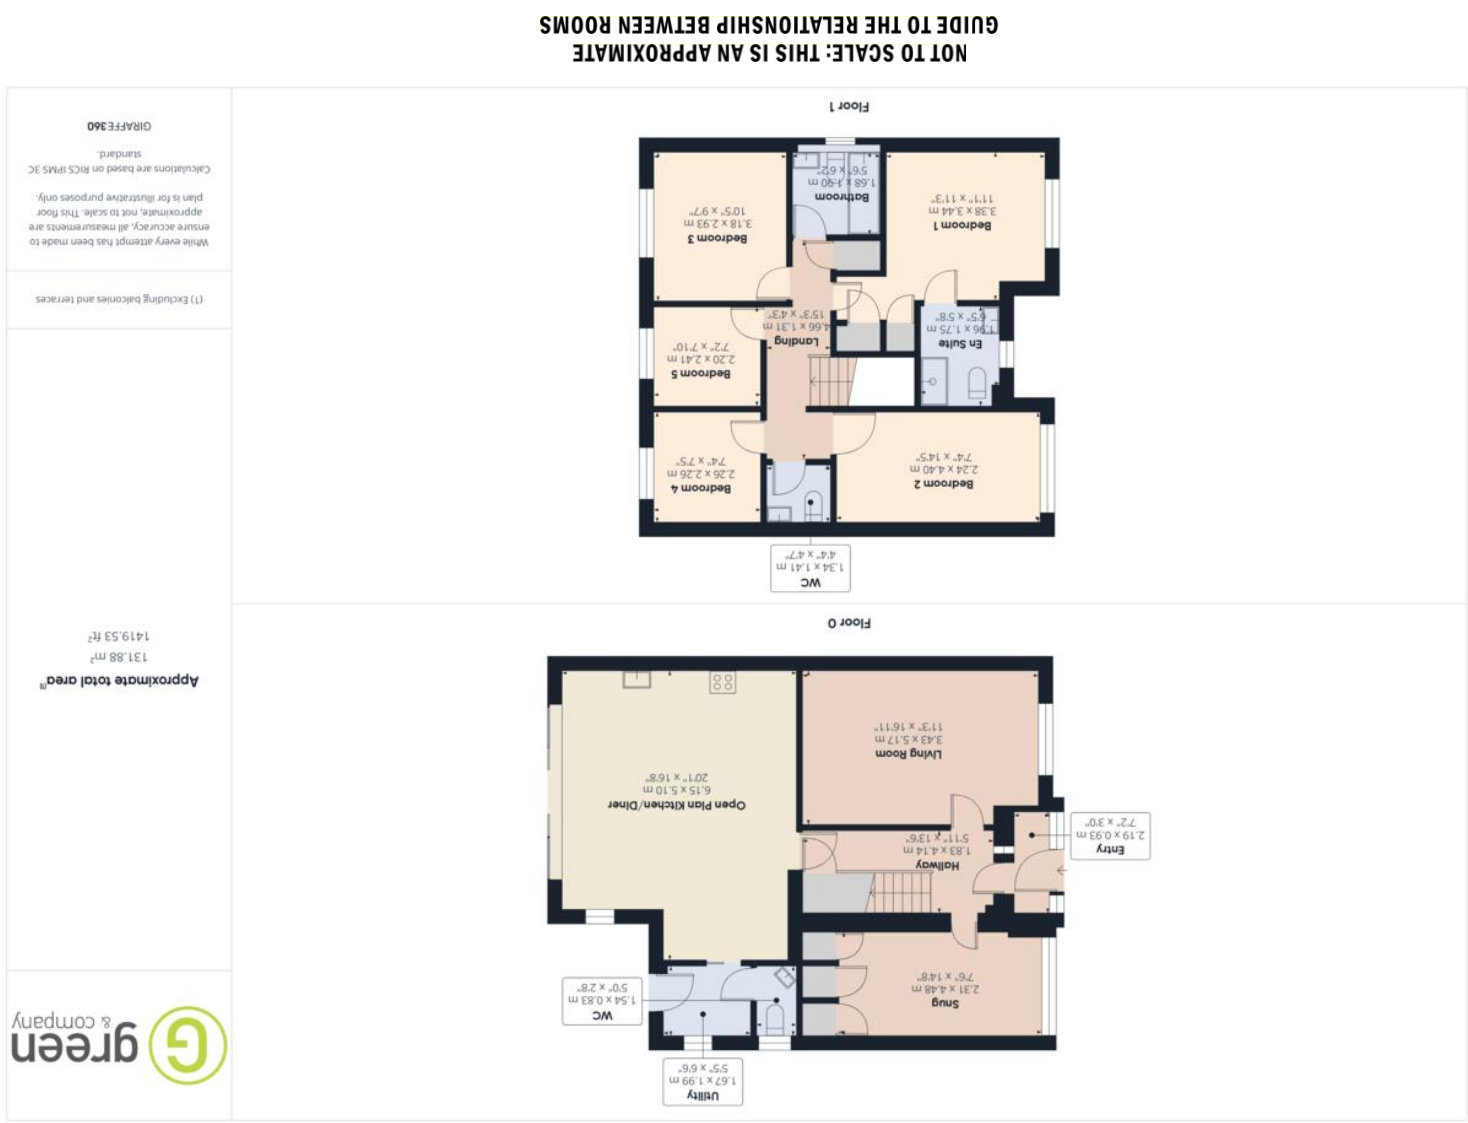 Utility
1.67 x 1.99 m
5'5" x 6'6"
WC
1.54 x 0.83 m
5'0" x 2'8"
Snug
2.31 x 4.48 m
7'6" x 14'8"
Entry
2.19 x 0.93 m
7'2" x 3'0"
Hallway
1.83 x 4.14 m
5'11" x 13'6"
Open Plan Kitchen/Diner
6.15 x 5.10 m
20'1" x 16'8"
Living Room
3.43 x 5.17 m
11'3" x 16'11"
Floor 0
WC
1.34 x 1.41 m
4'4" x 4'7"
Bedroom 2
2.24 x 4.40 m
7'4" x 14'5"
Bedroom 4
2.26 x 2.26 m
7'4" x 7'5"
Bedroom 5
2.20 x 2.41 m
7'2" x 7'10"
En Suite
1.96 x 1.75 m
6'5" x 5'8"
Landing
4.66 x 1.31 m
15'3" x 4'3"
Bedroom 3
3.18 x 2.93 m
10'5" x 9'7"
Bedroom 1
3.38 x 3.44 m
11'1" x 11'3"
Bathroom
1.68 x 1.90 m
5'6" x 6'2"
Floor 1
G
green
& company
Approximate total area(1)
131.88 m²
1419.53 ft²
(1) Excluding balconies and terraces
While every attempt has been made to
ensure accuracy, all measurements are
approximate, not to scale. This floor
plan is for illustrative purposes only.
Calculations are based on RICS IPMS 3C
standard.
GIRAFFE360
NOT TO SCALE: THIS IS AN APPROXIMATE
GUIDE TO THE RELATIONSHIP BETWEEN ROOMS